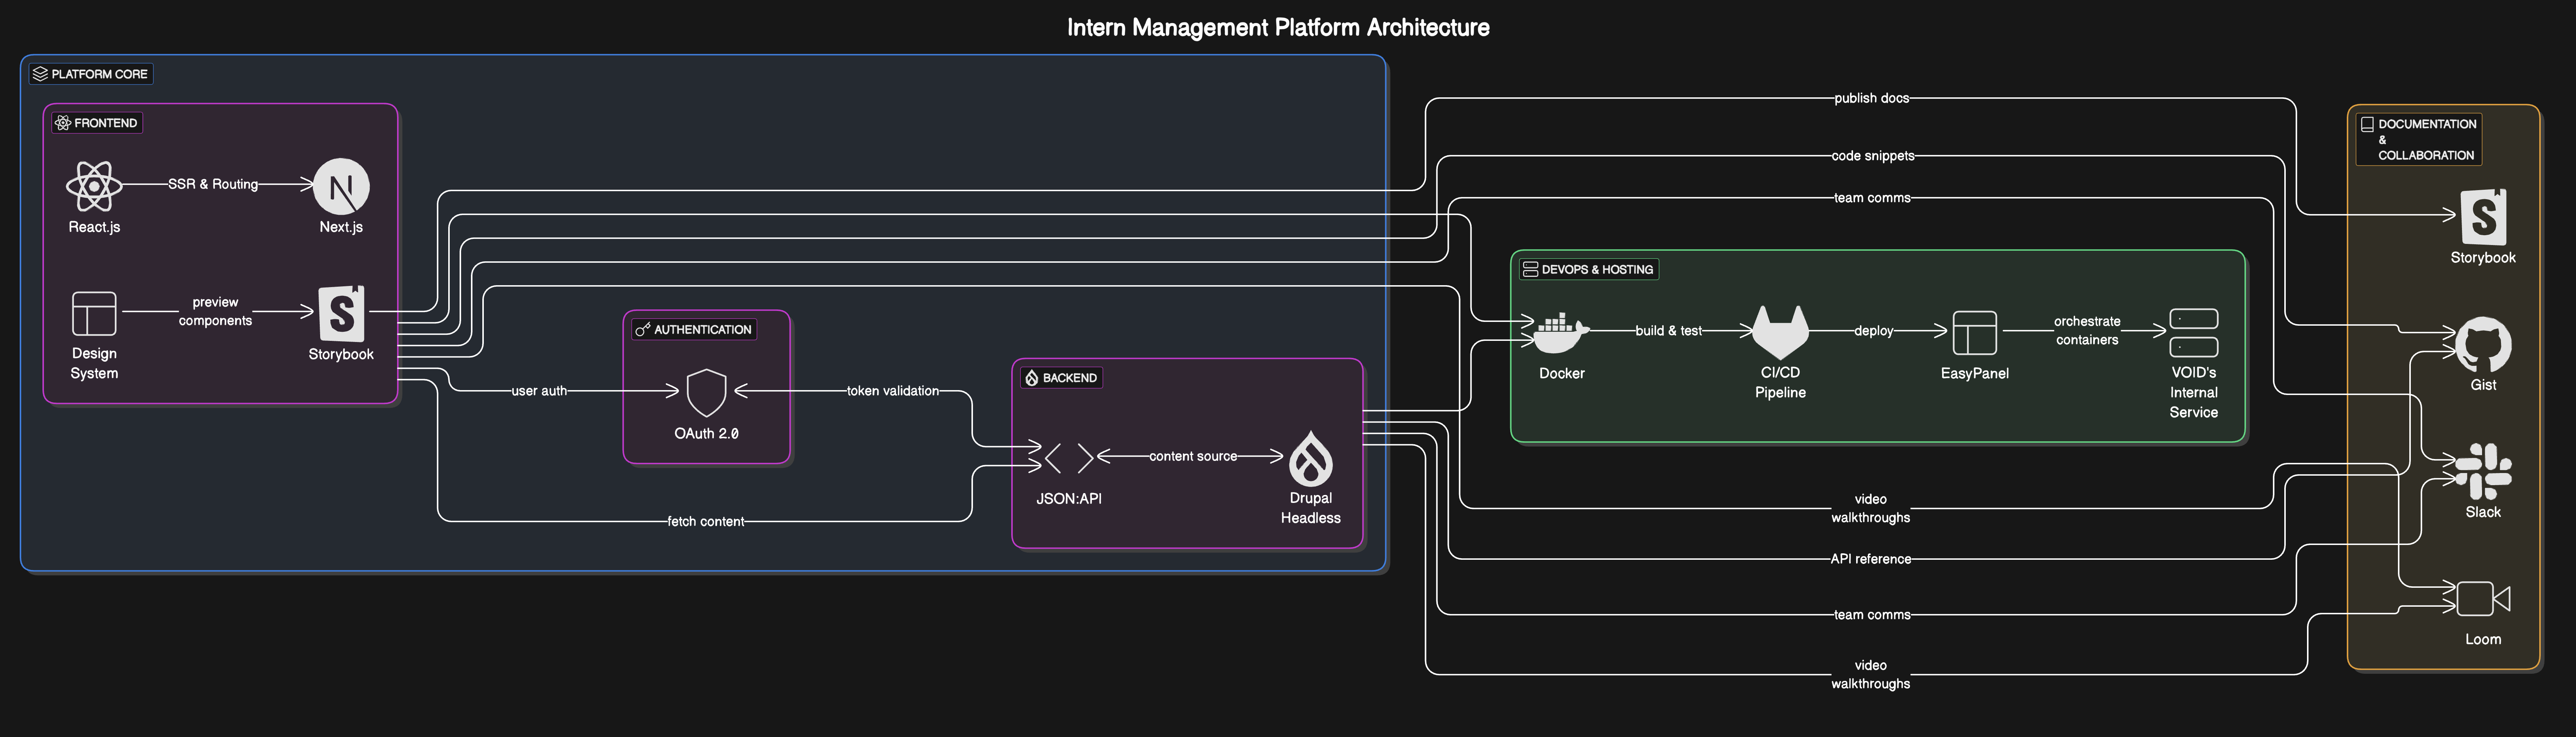 Intern Management Platform Architecture
PLATFORM CORE
FRONTEND
React.js
SSR & Routing
Next.js
Design
System
preview
components
Storybook
AUTHENTICATION
user auth
OAuth 2.0
token validation
fetch content
BACKEND
JSON:API
content source
Drupal
Headless
publish docs
code snippets
team comms
DEVOPS & HOSTING
Docker
build & test
CI/CD
Pipeline
deploy
EasyPanel
orchestrate
containers
VOID's
Internal
Service
video
walkthroughs
API reference
team comms
video
walkthroughs
DOCUMENTATION
&
COLLABORATION
Storybook
Gist
Slack
Loom